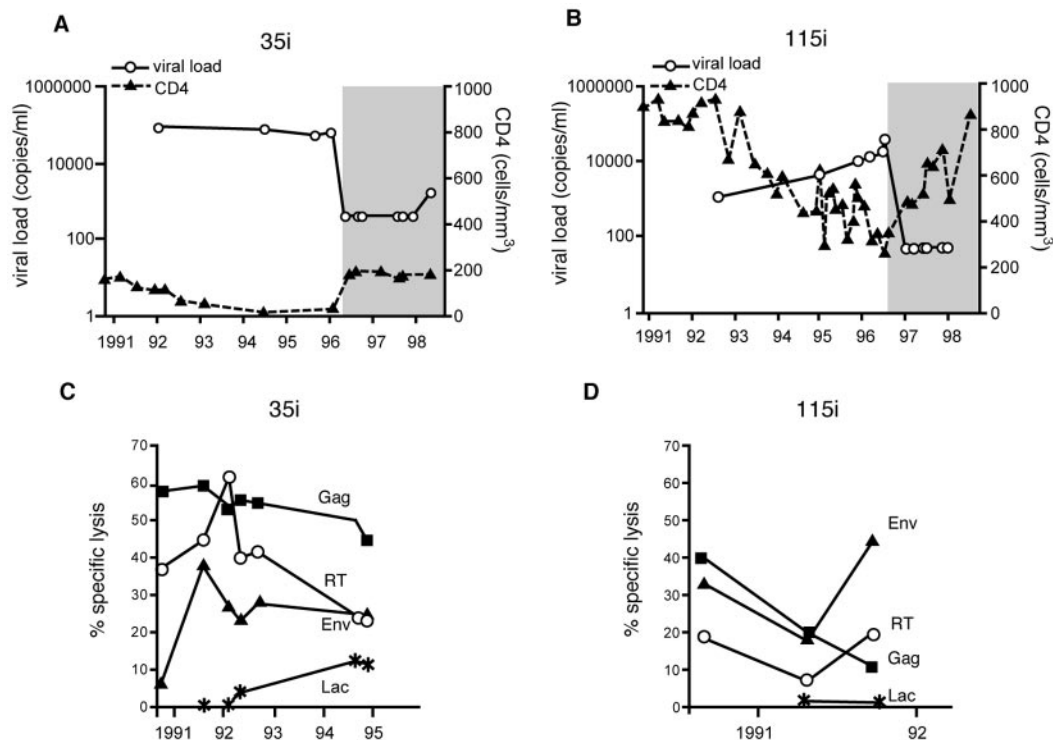 A
35i
viral load
CD4
1000000
10000
100
1
viral load (copies/ml)
1000
800
600
400
200
0
CD4 (cells/mm3)
1991 92 93 94 95 96 97 98
B
115i
viral load
CD4
1000000
10000
100
1
viral load (copies/ml)
1000
800
600
400
200
0
CD4 (cells/mm3)
1991 92 93 94 95 96 97 98
C
35i
70
60
50
40
30
20
10
0
% specific lysis
Gag
RT
Env
Lac
1991 92 93 94 95
D
115i
70
60
50
40
30
20
10
0
% specific lysis
Env
RT
Gag
Lac
1991 92